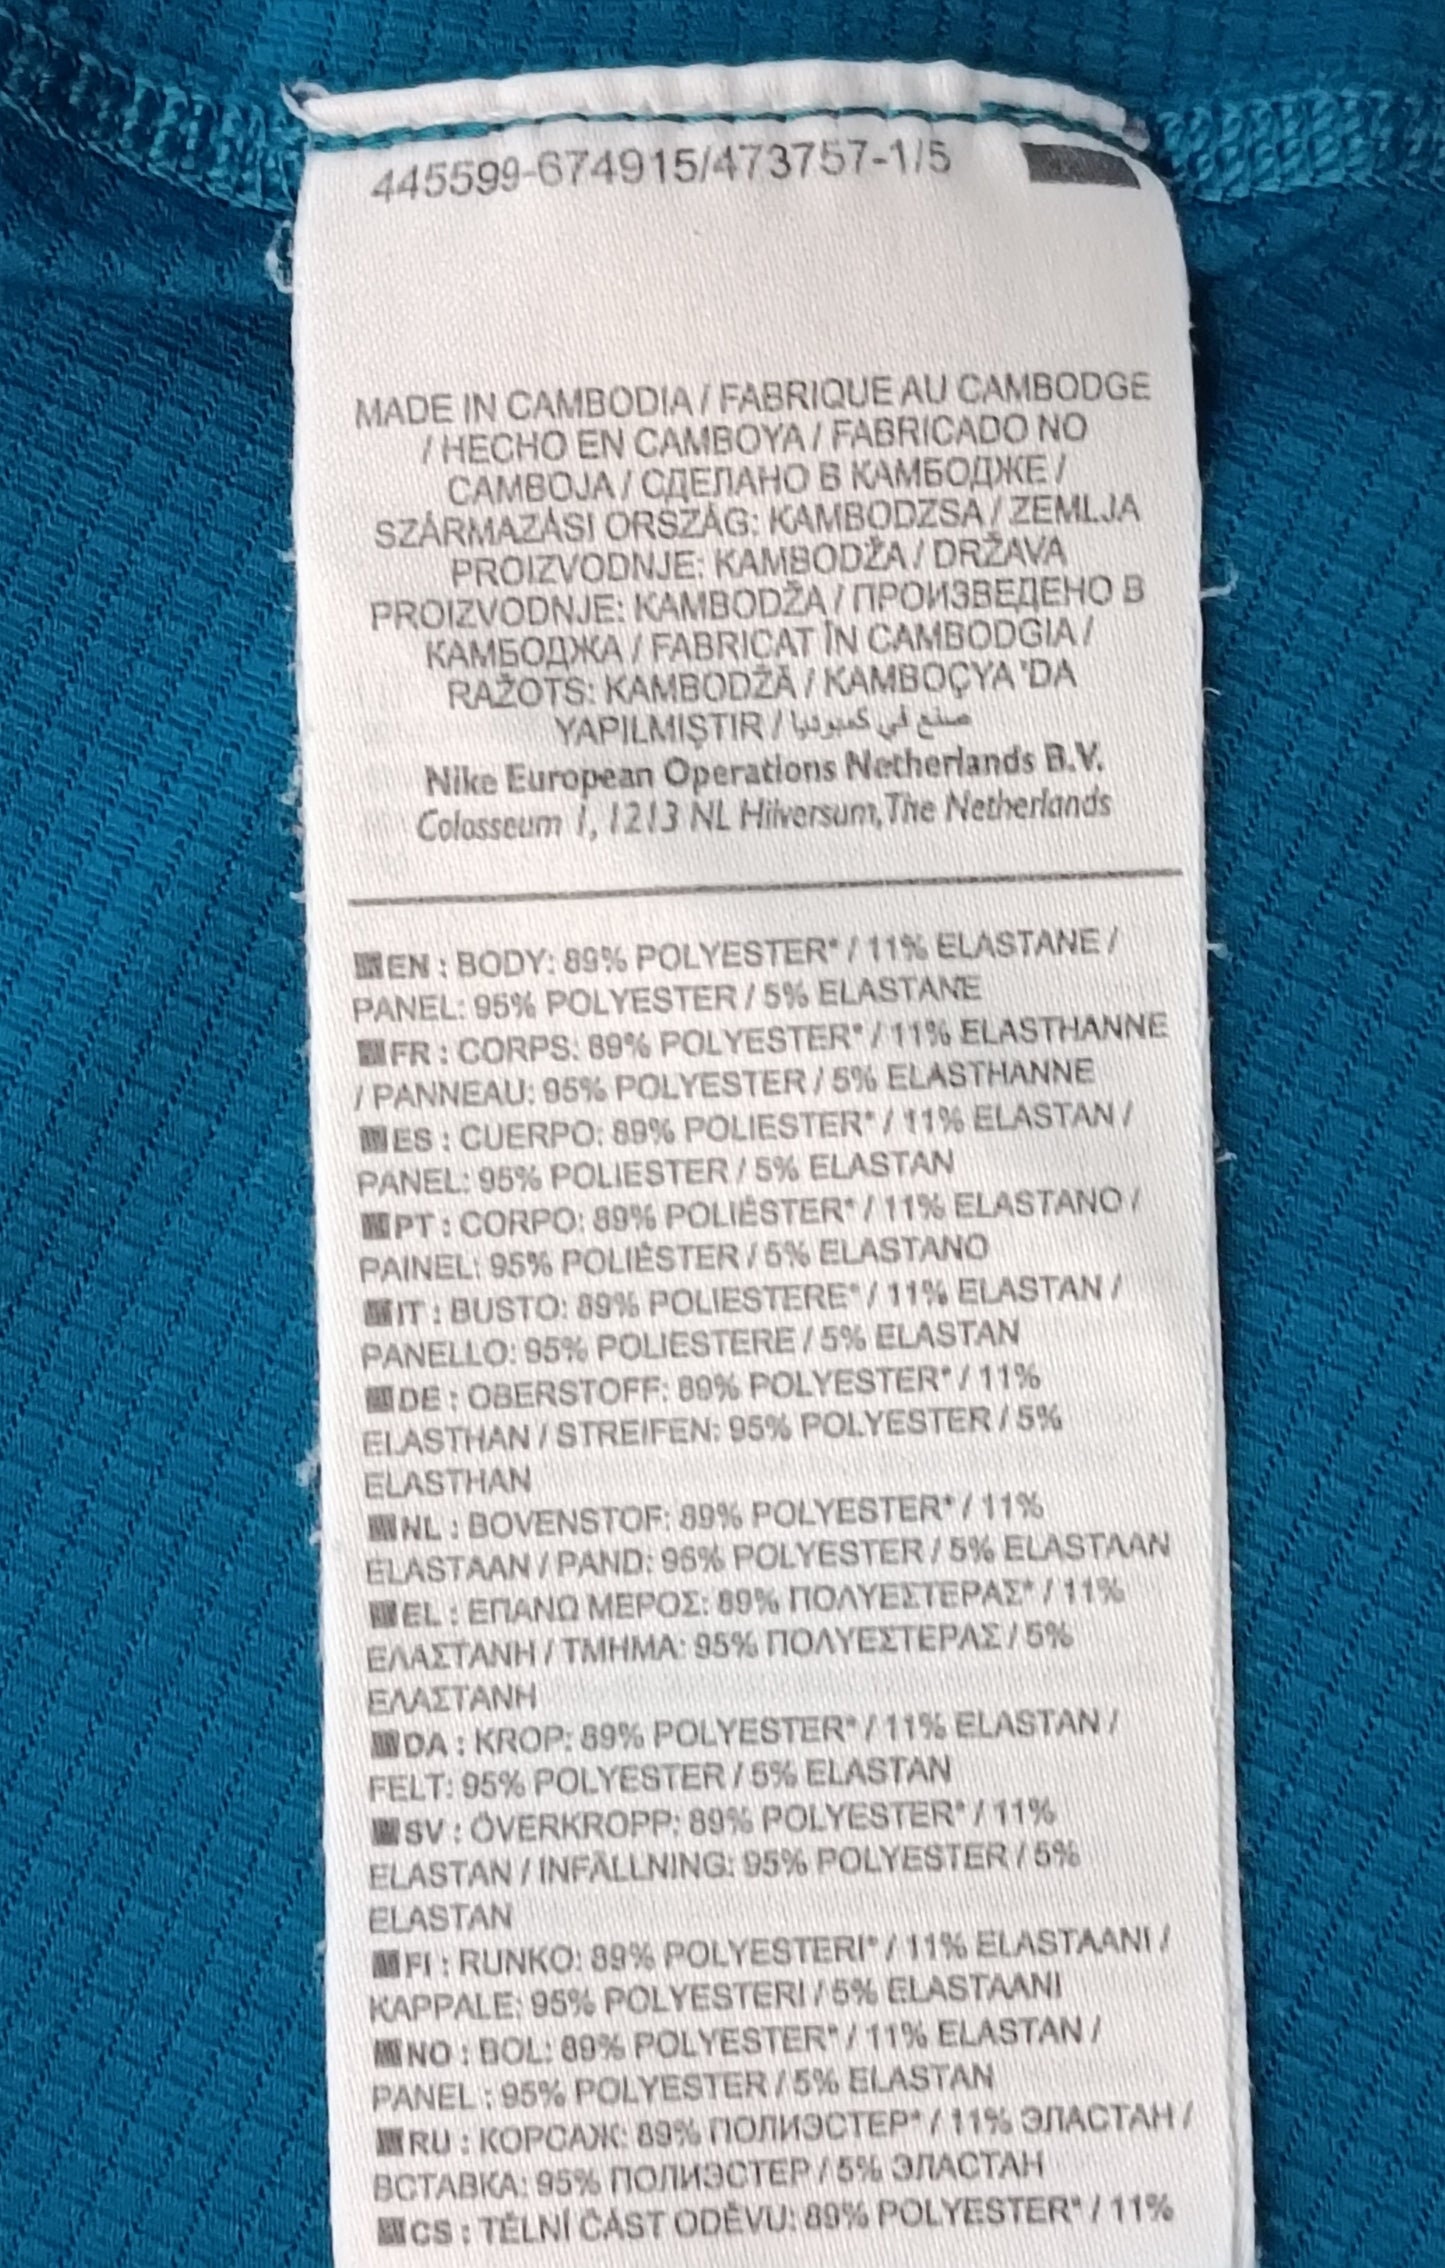 445599-674915/473757-1/5
MADE IN CAMBODIA / FABRIQUE AU CAMBODGE
/ HECHO EN CAMBOYA / FABRICADO NO
CAMBOJA / СДЕЛАНО В КАМБОДЖЕ /
SZÁRMAZÁSI ORSZÁG: KAMBODZSA / ZEMLJA
PROIZVODNJE: KAMBODŽA / DRŽAVA
PROIZVODNJE: KAMBODŽA / ПРОИЗВЕДЕНО В
КАМБОДЖА / FABRICAT ÎN CAMBODGIA /
RAŽOTS: KAMBODŽĀ / KAMBOÇYA 'DA
YAPILMIŞTIR / صنع في كمبوديا
Nike European Operations Netherlands B.V.
Colosseum 1, 1213 NL Hilversum, The Netherlands
EN : BODY: 89% POLYESTER* / 11% ELASTANE /
PANEL: 95% POLYESTER / 5% ELASTANE
FR : CORPS: 89% POLYESTER* / 11% ELASTHANNE
/ PANNEAU: 95% POLYESTER / 5% ELASTHANNE
ES : CUERPO: 89% POLIESTER* / 11% ELASTAN /
PANEL: 95% POLIESTER / 5% ELASTAN
PT : CORPO: 89% POLIÉSTER* / 11% ELASTANO /
PAINEL: 95% POLIÉSTER / 5% ELASTANO
IT : BUSTO: 89% POLIESTERE* / 11% ELASTAN /
PANELLO: 95% POLIESTERE / 5% ELASTAN
DE : OBERSTOFF: 89% POLYESTER* / 11%
ELASTHAN / STREIFEN: 95% POLYESTER / 5%
ELASTHAN
NL : BOVENSTOF: 89% POLYESTER* / 11%
ELASTAAN / PAND: 95% POLYESTER / 5% ELASTAAN
EL : ΕΠΑΝΩ ΜΕΡΟΣ: 89% ΠΟΛΥΕΣΤΕΡΑΣ* / 11%
ΕΛΑΣΤΑΝΗ / ΤΜΗΜΑ: 95% ΠΟΛΥΕΣΤΕΡΑΣ / 5%
ΕΛΑΣΤΑΝΗ
DA : KROP: 89% POLYESTER* / 11% ELASTAN /
FELT: 95% POLYESTER / 5% ELASTAN
SV : ÖVERKROPP: 89% POLYESTER* / 11%
ELASTAN / INFÄLLNING: 95% POLYESTER / 5%
ELASTAN
FI : RUNKO: 89% POLYESTERI* / 11% ELASTAANI /
KAPPALE: 95% POLYESTERI / 5% ELASTAANI
NO : BOL: 89% POLYESTER* / 11% ELASTAN /
PANEL : 95% POLYESTER / 5% ELASTAN
RU : КОРСАЖ: 89% ПОЛИЭСТЕР* / 11% ЭЛАСТАН /
ВСТАВКА: 95% ПОЛИЭСТЕР / 5% ЭЛАСТАН
CS : TĚLNÍ ČÁST ODĚVU: 89% POLYESTER* / 11%